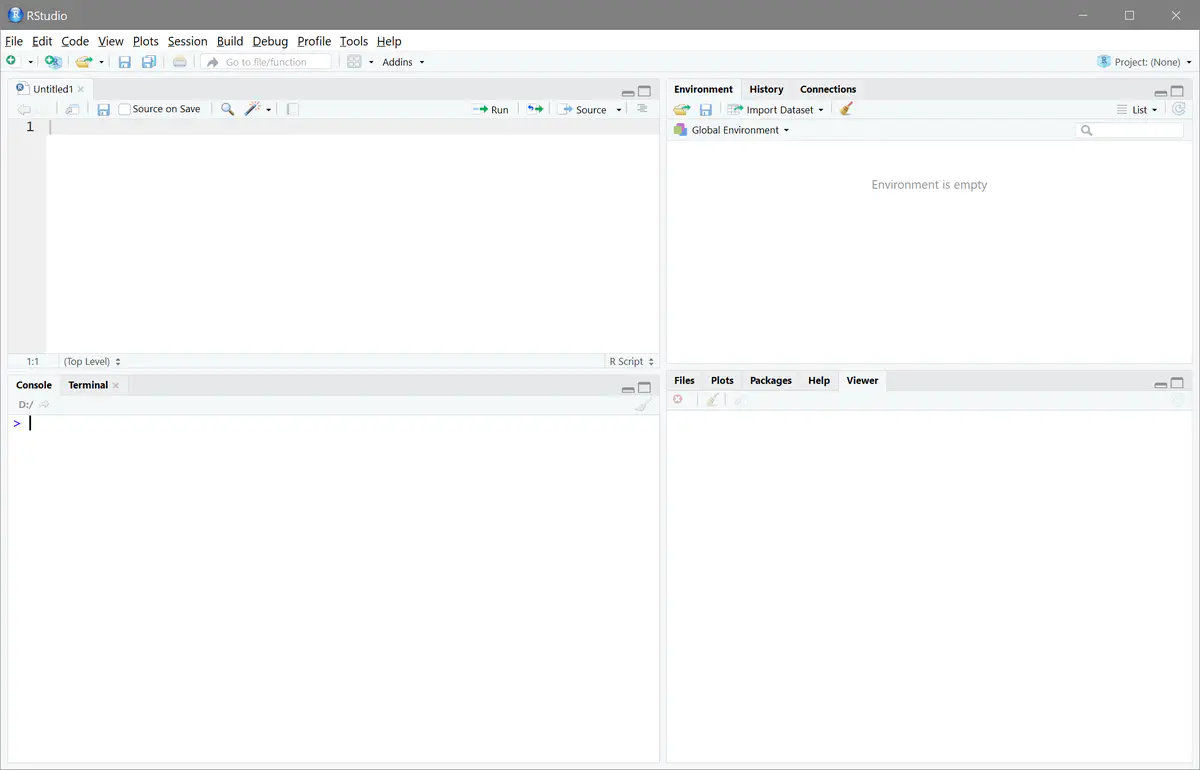 RStudio
File Edit Code View Plots Session Build Debug Profile Tools Help
Go to file/function Addins Project: (None)
Untitled1
Source on Save Run Source
1
1:1 (Top Level) R Script
Console Terminal
D:/
>
Environment History Connections
Import Dataset List
Global Environment
Environment is empty
Files Plots Packages Help Viewer